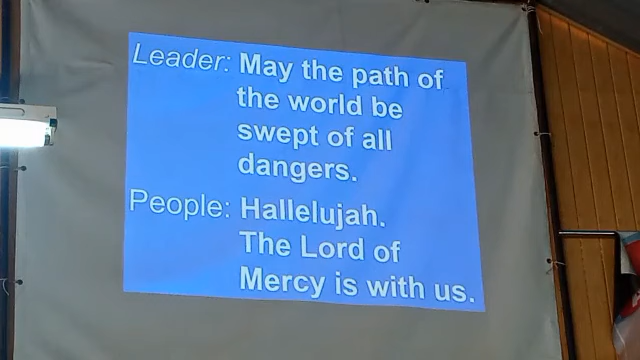 Leader: May the path of
the world be
swept of all
dangers.
People: Hallelujah.
The Lord of
Mercy is with us.